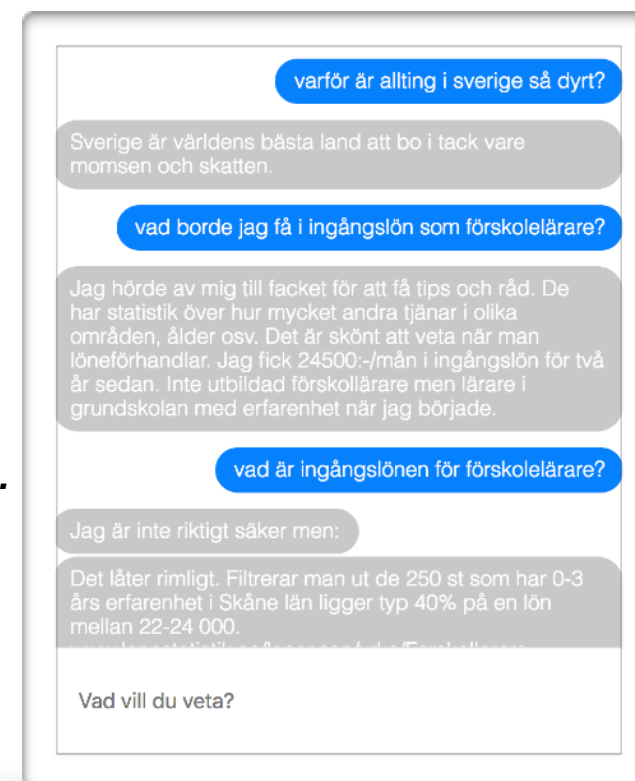 varför är allting i sverige så dyrt?
Sverige är världens bästa land att bo i tack vare
momsen och skatten.
vad borde jag få i ingångslön som förskolelärare?
Jag hörde av mig till facket för att få tips och råd. De
har statistik över hur mycket andra tjänar i olika
områden, ålder osv. Det är skönt att veta när man
löneförhandlar. Jag fick 24500:-/mån i ingångslön för två
år sedan. Inte utbildad förskollärare men lärare i
grundskolan med erfarenhet när jag började.
.
vad är ingångslönen för förskolelärare?
Jag är inte riktigt säker men:
Det låter rimligt. Filtrerar man ut de 250 st som har 0-3
års erfarenhet i Skåne län ligger typ 40% på en lön
mellan 22-24 000.
Vad vill du veta?